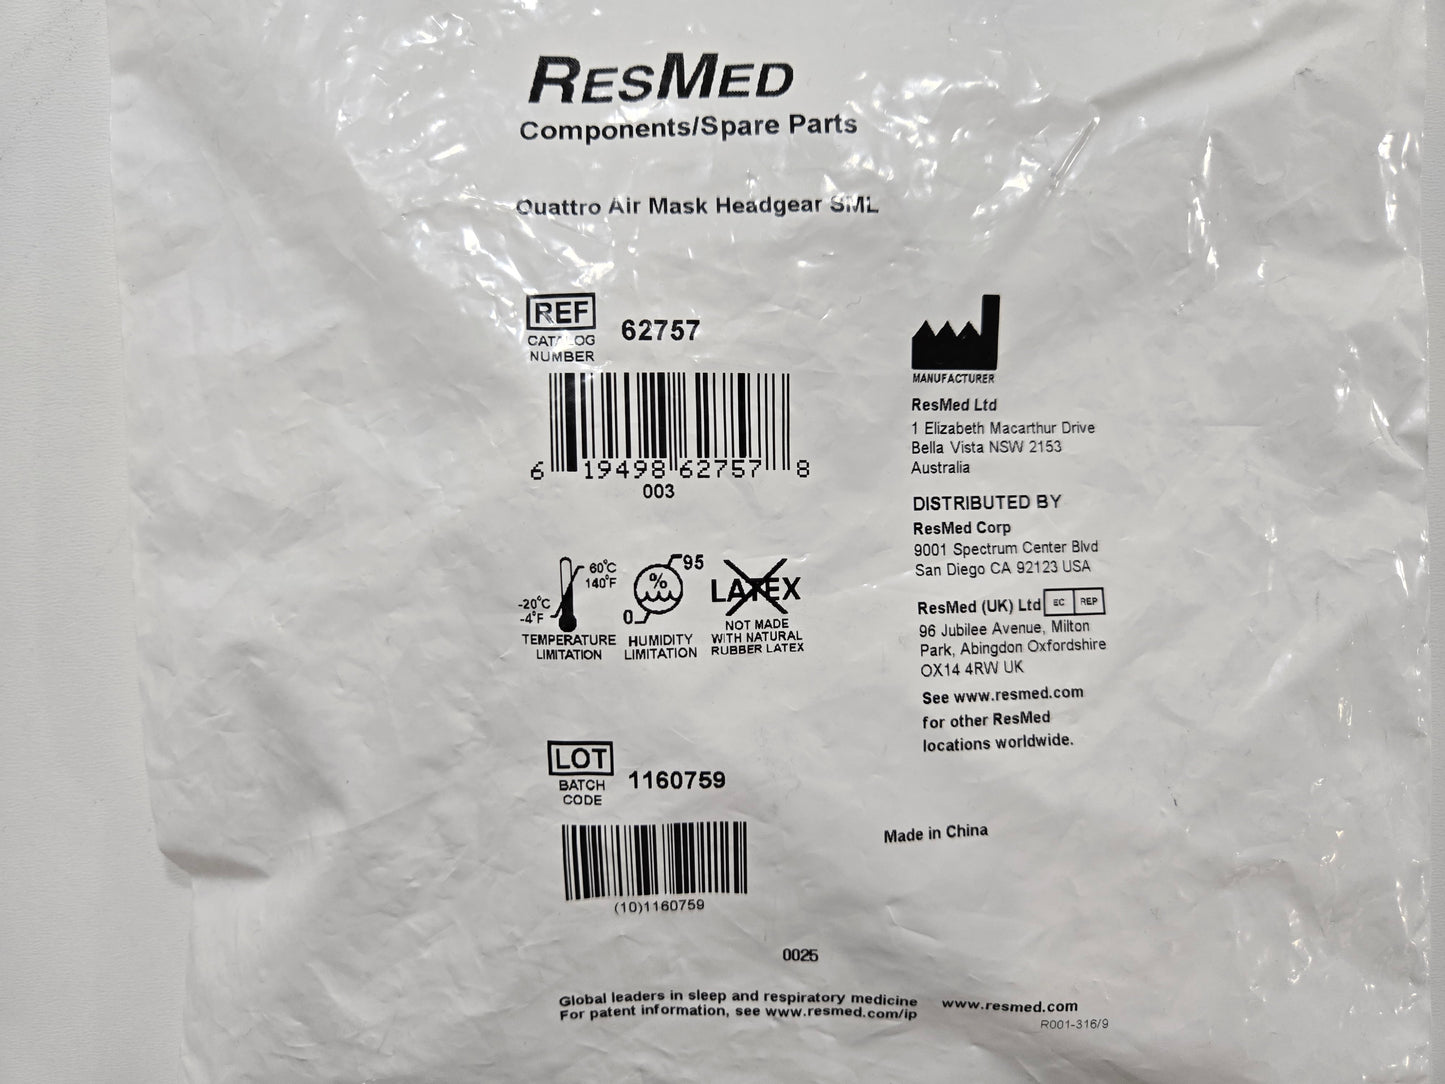 RESMED
Components/Spare Parts
Quattro Air Mask Headgear SML
REF
CATALOG
NUMBER
62757
6 19498 62757 8
003
60°C
140°F
-20°C
-4°F
TEMPERATURE
LIMITATION
%
95
0
HUMIDITY
LIMITATION
LATEX
NOT MADE
WITH NATURAL
RUBBER LATEX
LOT
BATCH
CODE
1160759
(10)1160759
MANUFACTURER
ResMed Ltd
1 Elizabeth Macarthur Drive
Bella Vista NSW 2153
Australia
DISTRIBUTED BY
ResMed Corp
9001 Spectrum Center Blvd
San Diego CA 92123 USA
ResMed (UK) Ltd EC REP
96 Jubilee Avenue, Milton
Park, Abingdon Oxfordshire
OX14 4RW UK
See www.resmed.com
for other ResMed
locations worldwide.
Made in China
0025
Global leaders in sleep and respiratory medicine
For patent information, see www.resmed.com/ip
www.resmed.com
R001-316/9